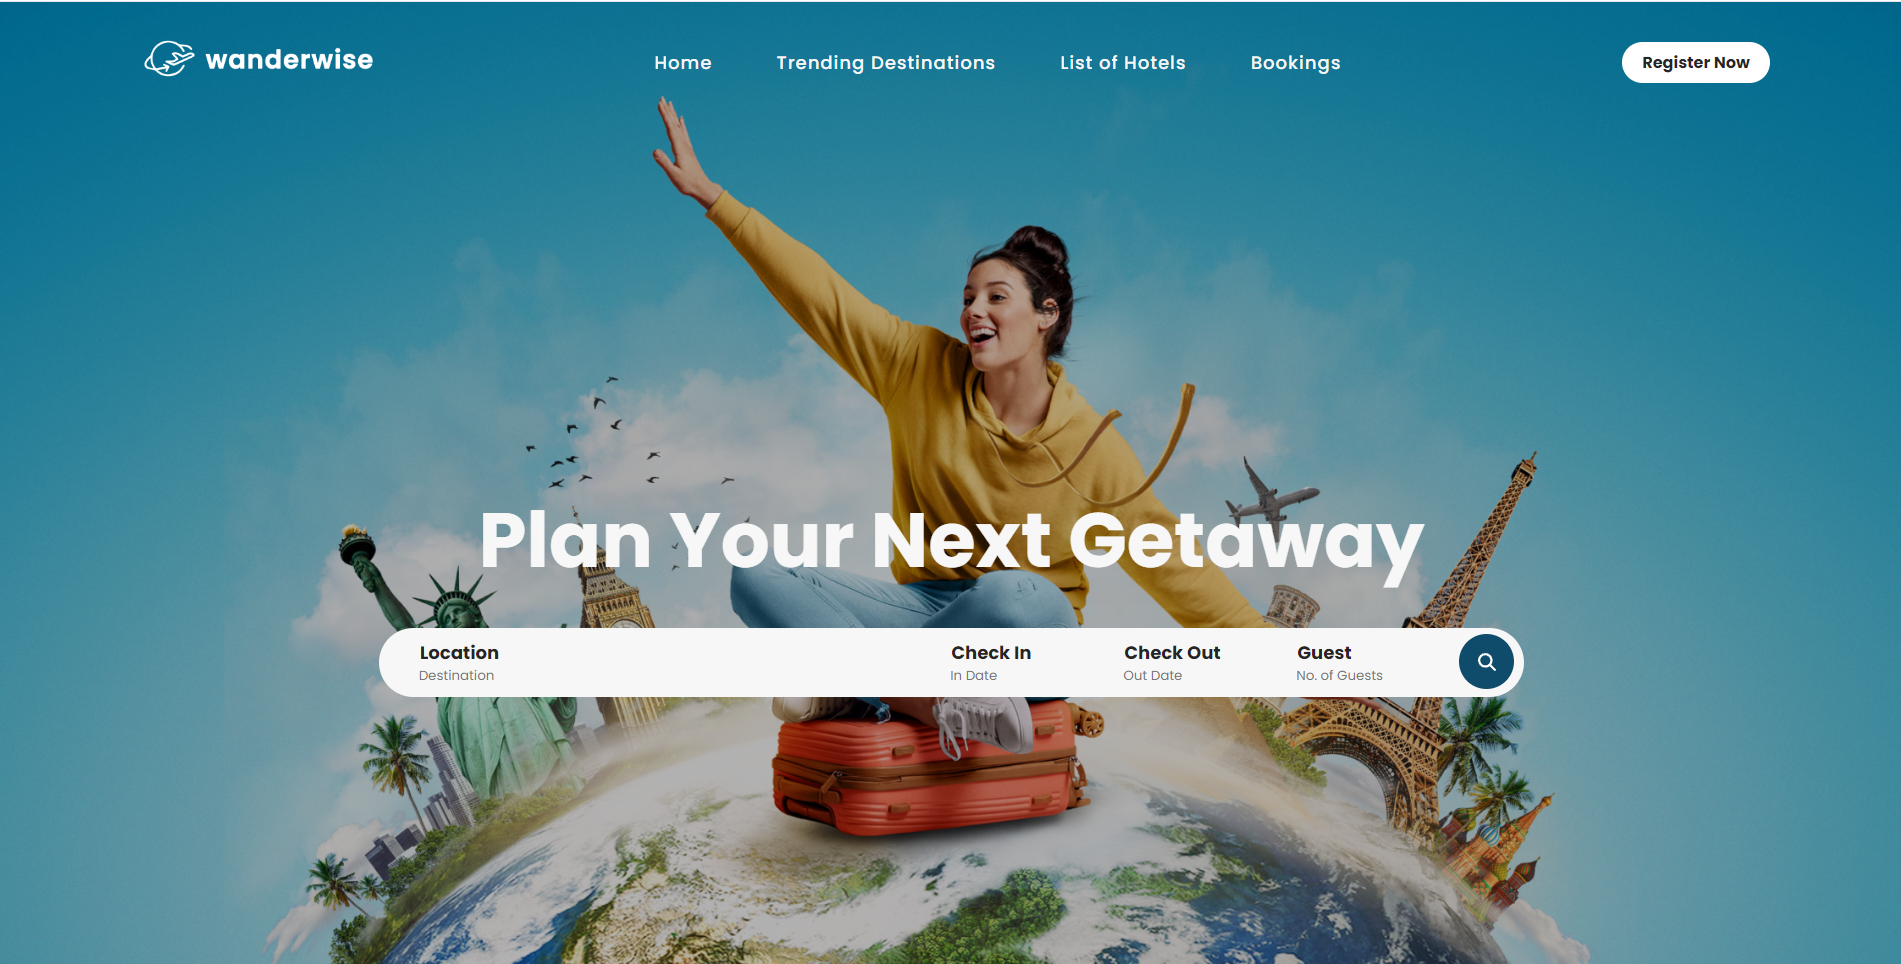 wanderwise
Home
Trending Destinations
List of Hotels
Bookings
Register Now
Plan Your Next Getaway
Location
Destination
Check In
In Date
Check Out
Out Date
Guest
No. of Guests